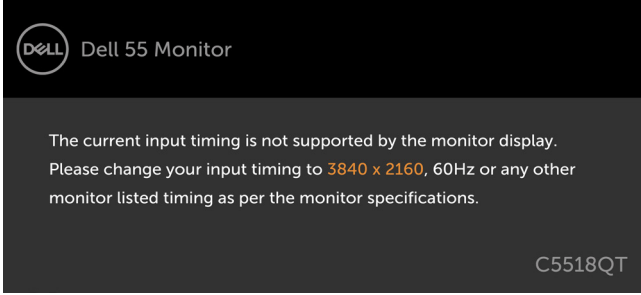 DELL Dell 55 Monitor
The current input timing is not supported by the monitor display.
Please change your input timing to 3840 x 2160, 60Hz or any other
monitor listed timing as per the monitor specifications.
C5518QT